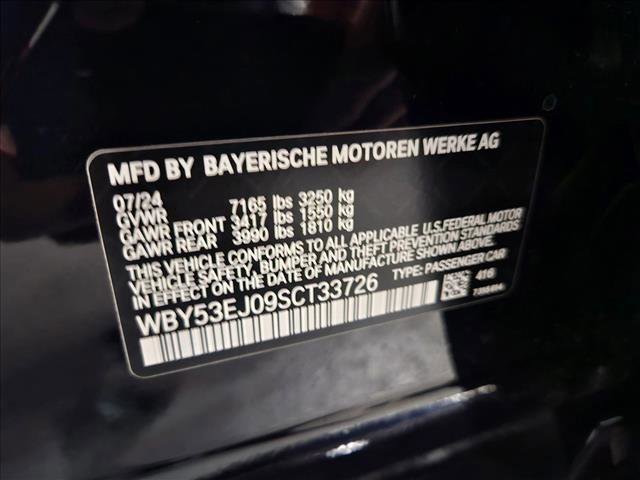 MFD BY BAYERISCHE MOTOREN WERKE AG
07/24
GVWR 7165 lbs 3250 kg
GAWR FRONT 3417 lbs 1550 kg
GAWR REAR 3990 lbs 1810 kg
THIS VEHICLE CONFORMS TO ALL APPLICABLE U.S.FEDERAL MOTOR
VEHICLE SAFETY, BUMPER, AND THEFT PREVENTION STANDARDS
IN EFFECT ON THE DATE OF MANUFACTURE SHOWN ABOVE.
WBY53EJ09SCT33726 TYPE: PASSENGER CAR
416